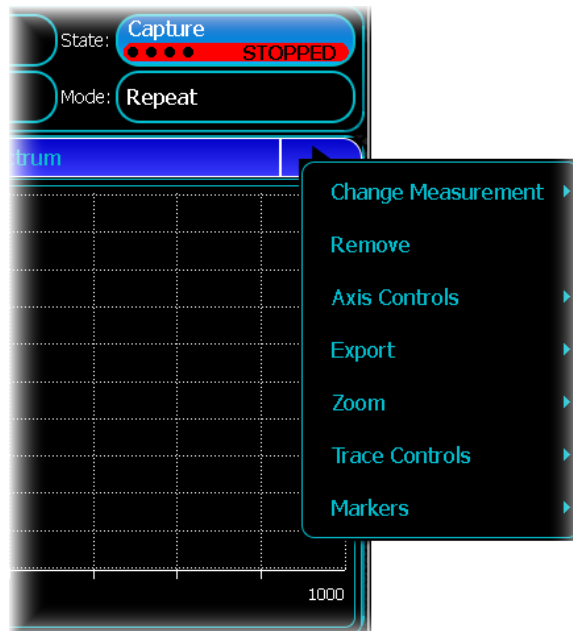 State: Capture
STOPPED
Mode: Repeat
trum
Change Measurement
Remove
Axis Controls
Export
Zoom
Trace Controls
Markers
1000